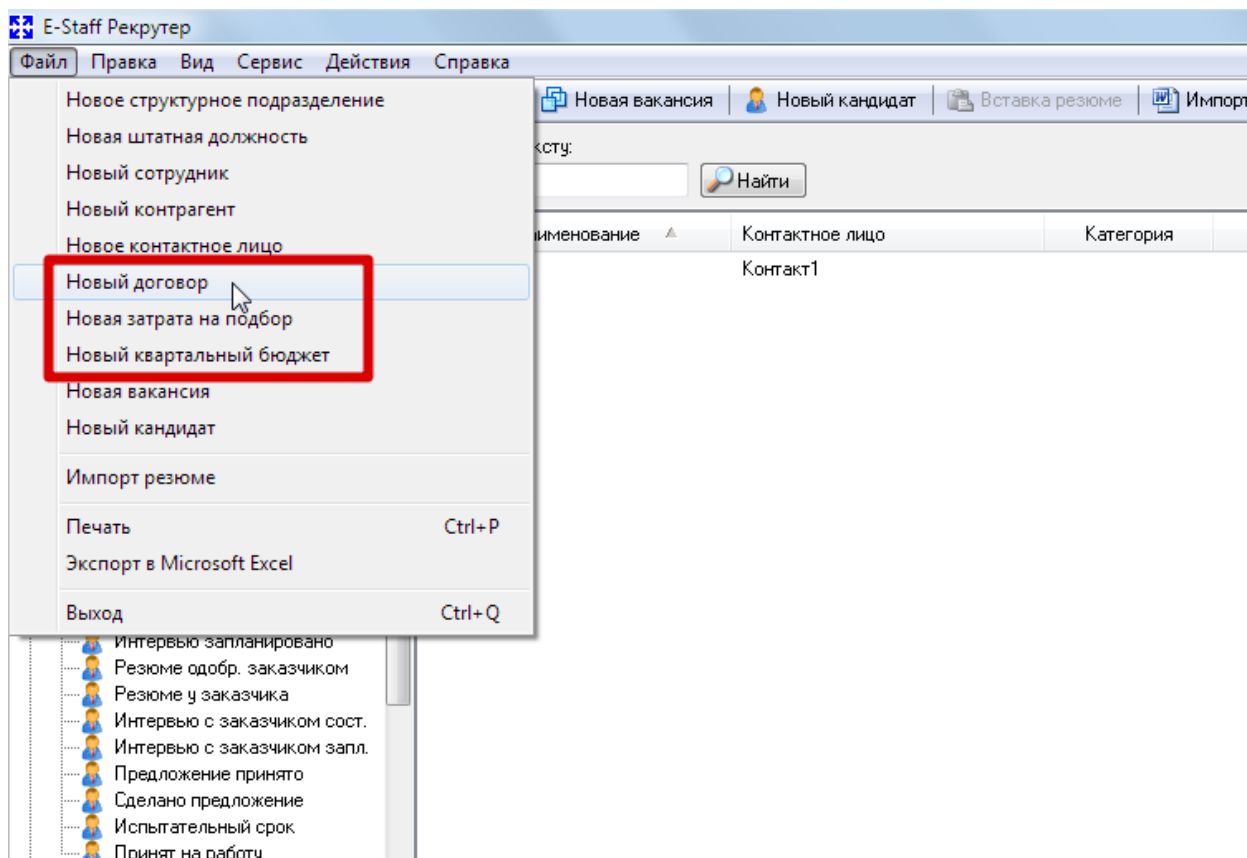 E-Staff Рекрутер
Файл Правка Вид Сервис Действия Справка
Новая вакансия Новый кандидат Вставка резюме
Новое структурное подразделение
Новая штатная должность
Новый сотрудник
Новый контрагент
Новое контактное лицо
Новый договор
Новая затрата на подбор
Новый квартальный бюджет
Новая вакансия
Новый кандидат
Импорт резюме
Печать Ctrl+P
Экспорт в Microsoft Excel
Выход Ctrl+Q
Найти
Контактное лицо Категория
Контакт1
Интервью запланировано
Резюме одобр. заказчиком
Резюме у заказчика
Интервью с заказчиком сост.
Интервью с заказчиком запл.
Предложение принято
Сделано предложение
Испытательный срок
Принят на работу